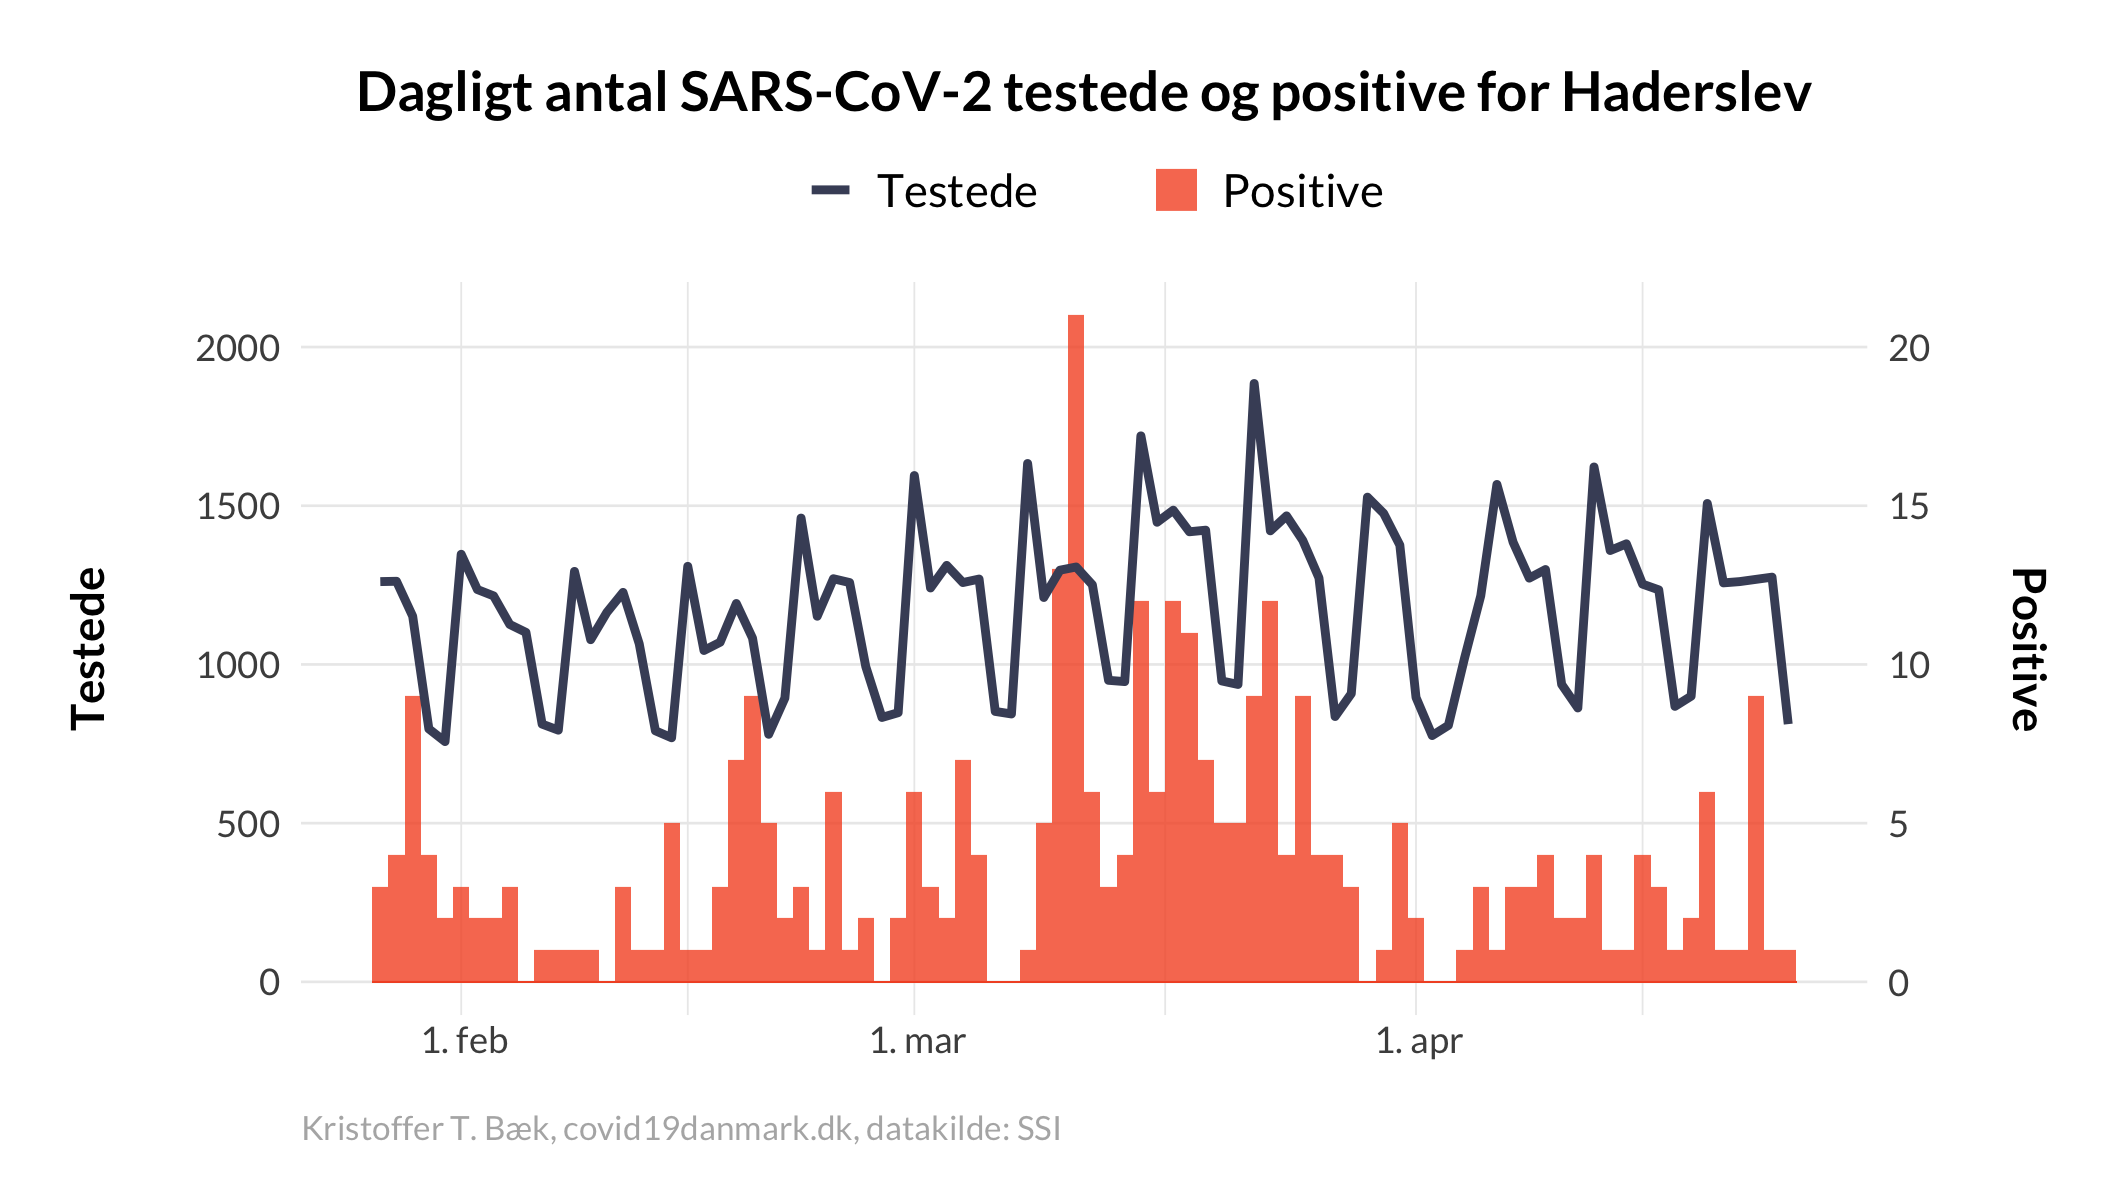 Dagligt antal SARS-CoV-2 testede og positive for Haderslev
Testede
Positive
Testede
2000
1500
1000
500
0
20
15
10
5
0
Positive
1. feb
1. mar
1. apr
Kristoffer T. Bæk, covid19danmark.dk, datakilde: SSI